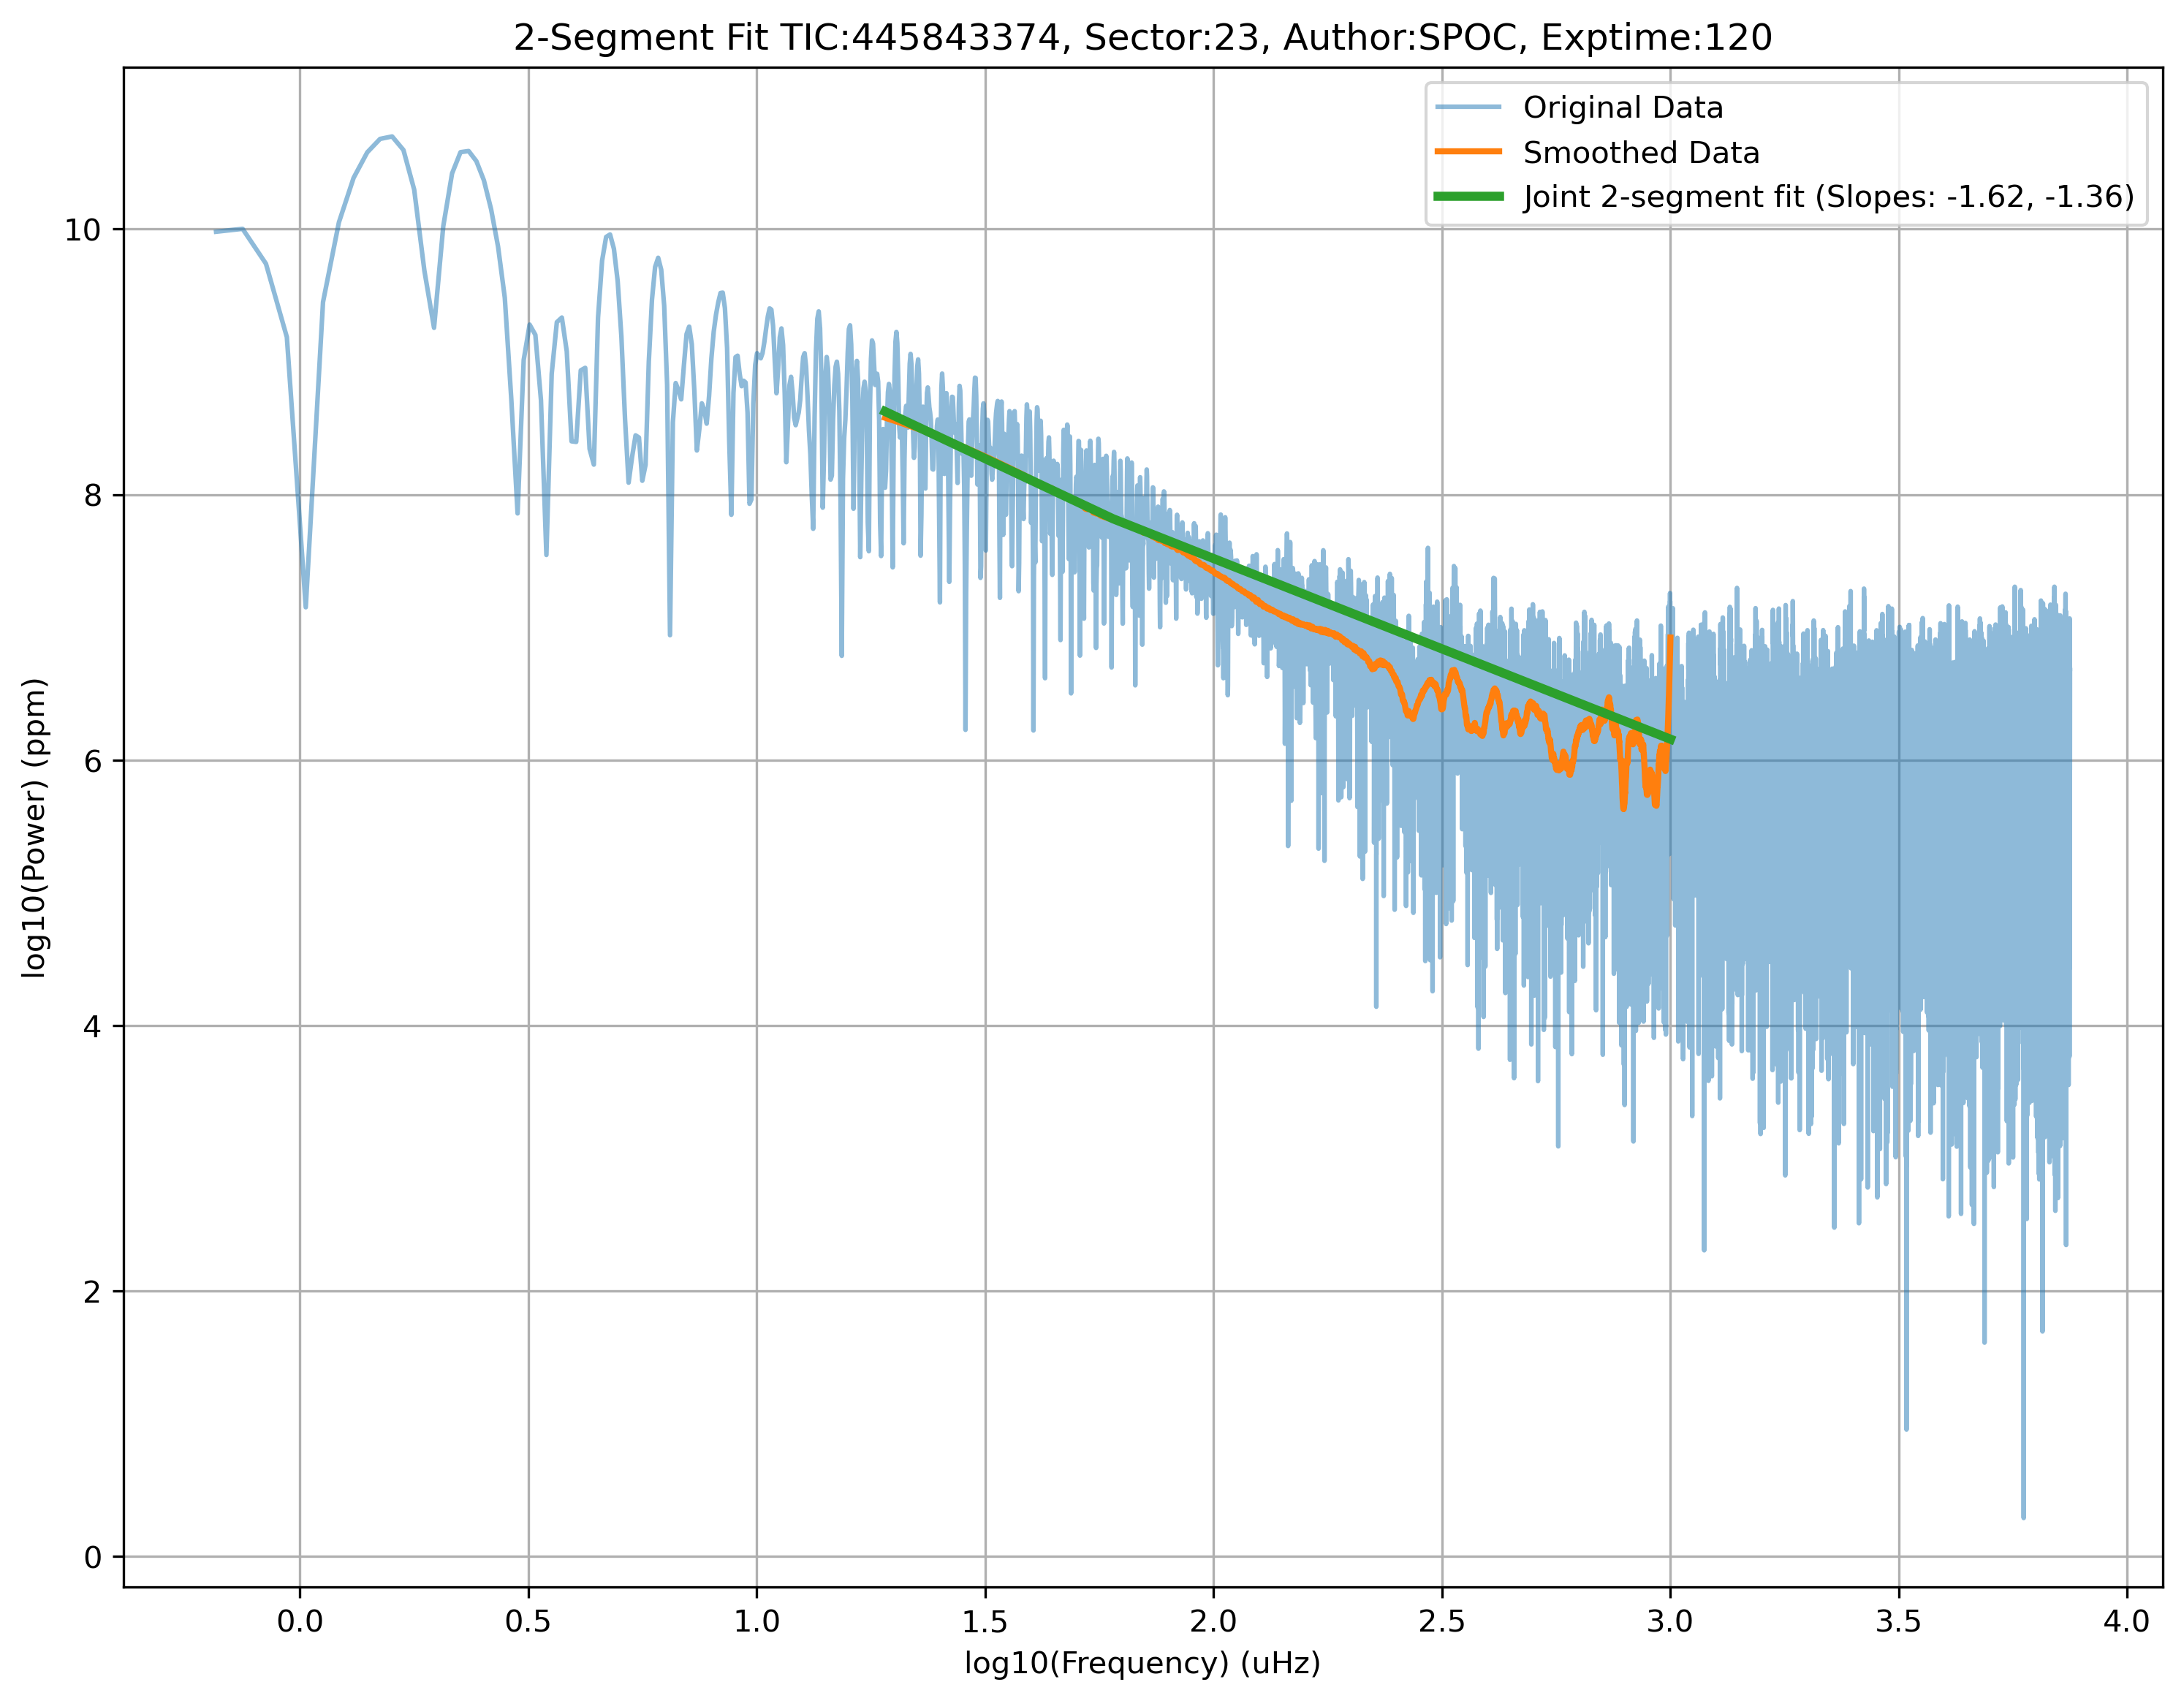 2-Segment Fit TIC:445843374, Sector:23, Author:SPOC, Exptime:120
Original Data
Smoothed Data
Joint 2-segment fit (Slopes: -1.62, -1.36)
log10(Power) (ppm)
10
8
6
4
2
0
0.0 0.5 1.0 1.5 2.0 2.5 3.0 3.5 4.0
log10(Frequency) (uHz)